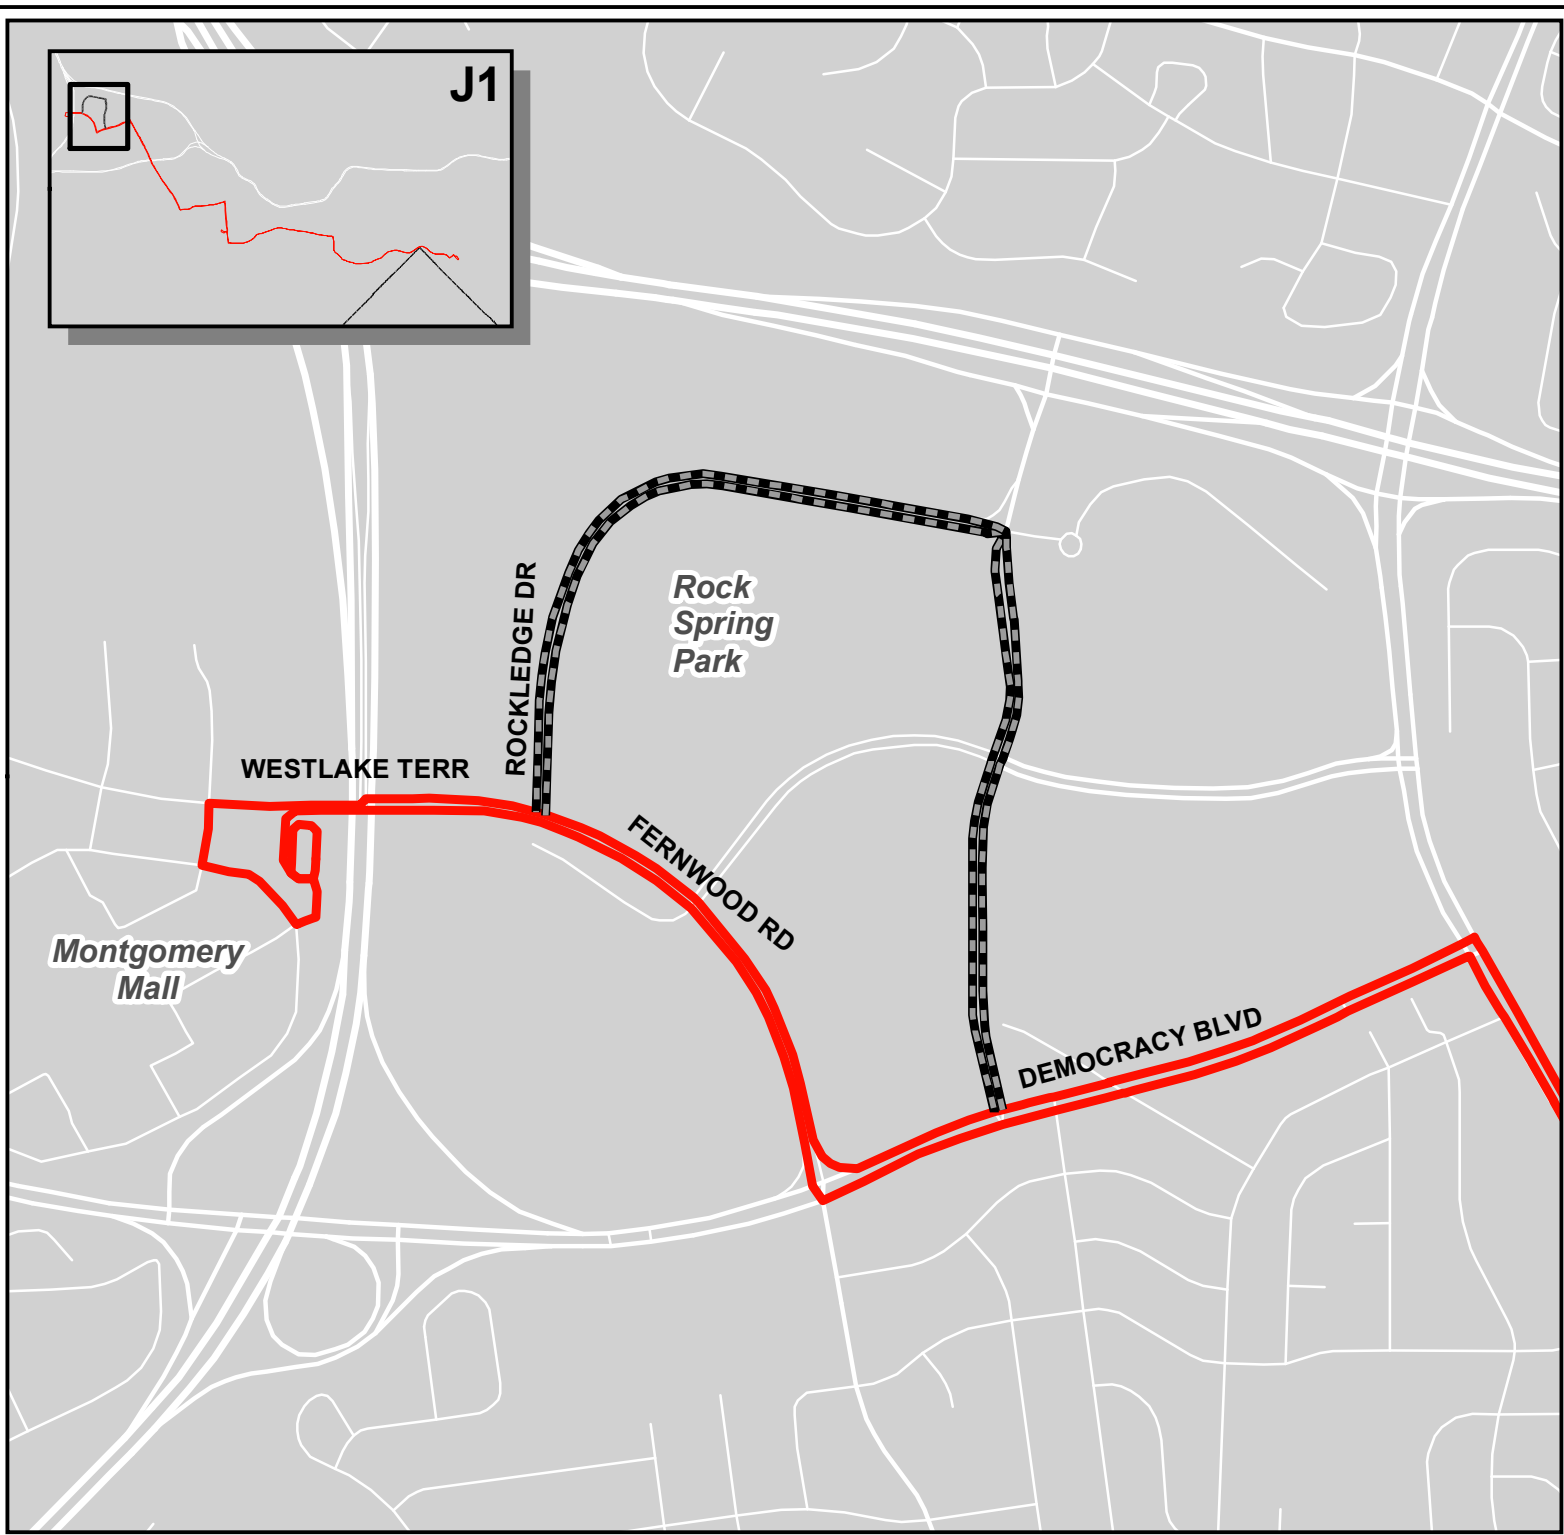 J1
ROCKLEDGE DR
Rock
Spring
Park
WESTLAKE TERR
FERNWOOD RD
Montgomery
Mall
DEMOCRACY BLVD